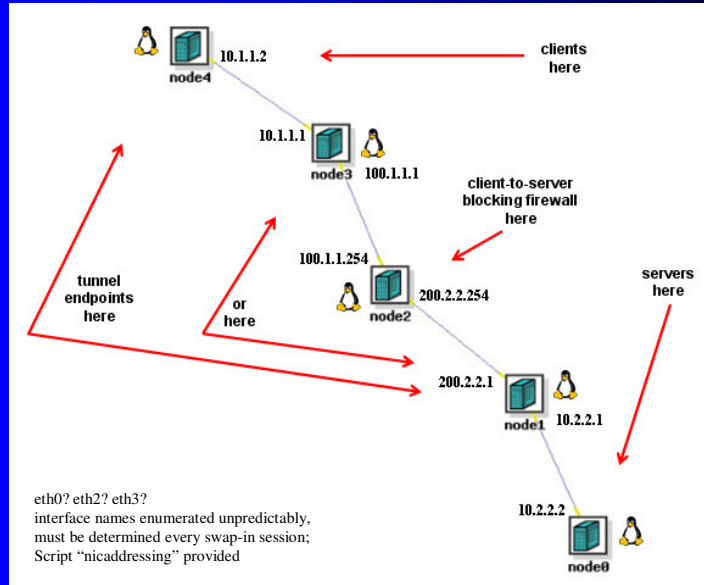 10.1.1.2
node4
clients
here
10.1.1.1
node3
100.1.1.1
client-to-server
blocking firewall
here
100.1.1.254
200.2.2.254
node2
tunnel
endpoints
here
or
here
servers
here
200.2.2.1
node1
10.2.2.1
10.2.2.2
node0
eth0? eth2? eth3?
interface names enumerated unpredictably,
must be determined every swap-in session;
Script “nicaddressing” provided